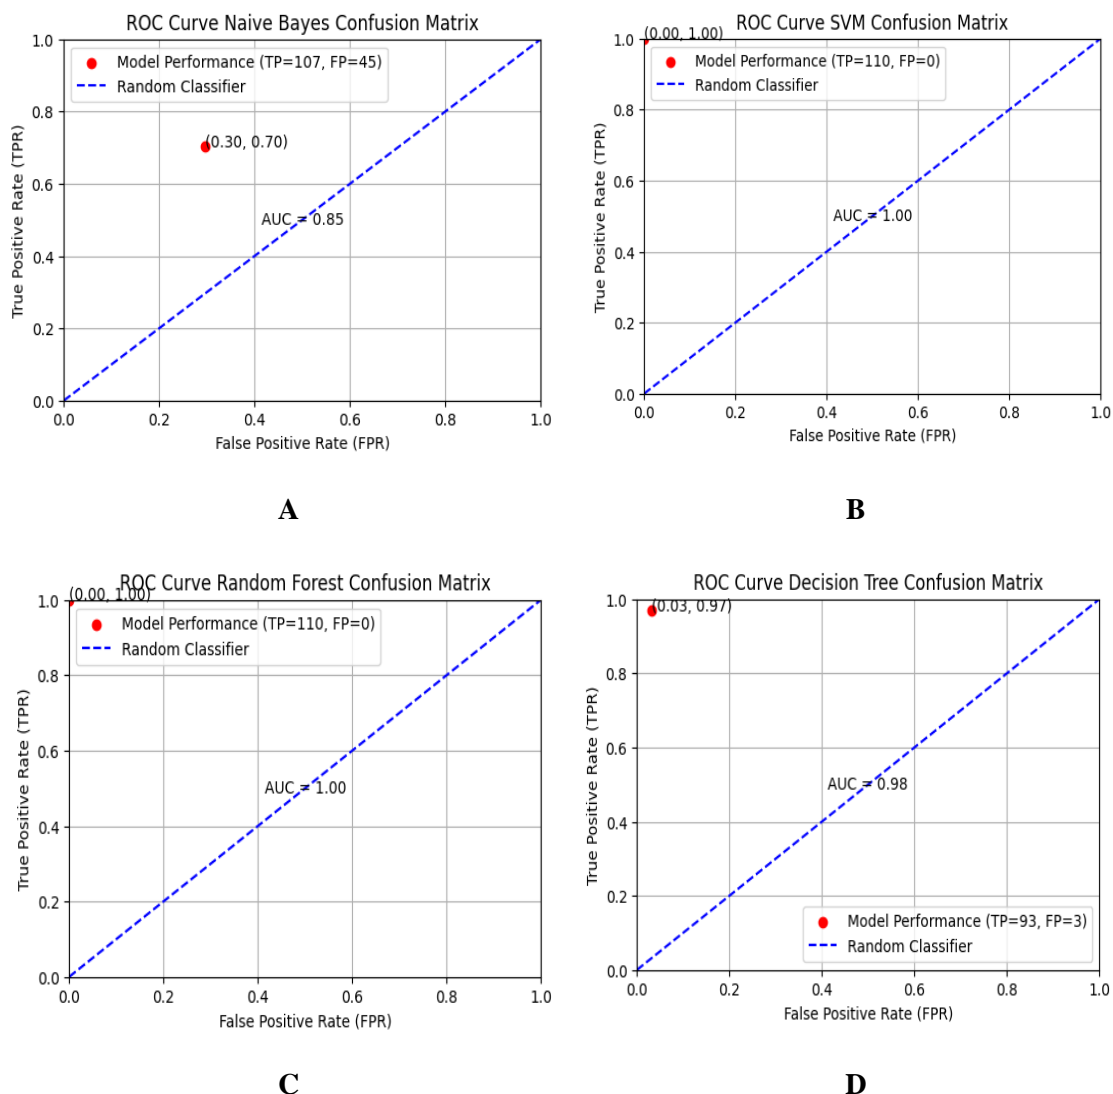 ROC Curve Naive Bayes Confusion Matrix
1.0
Model Performance (TP=107, FP=45)
Random Classifier
0.8
(0.30, 0.70)
0.6
AUC = 0.85
0.4
0.2
0.0
True Positive Rate (TPR)
0.0 0.2 0.4 0.6 0.8 1.0
False Positive Rate (FPR)
A
ROC Curve SVM Confusion Matrix
(0.00, 1.00)
1.0
Model Performance (TP=110, FP=0)
Random Classifier
0.8
0.6
AUC = 1.00
0.4
0.2
0.0
True Positive Rate (TPR)
0.0 0.2 0.4 0.6 0.8 1.0
False Positive Rate (FPR)
B
ROC Curve Random Forest Confusion Matrix
(0.00, 1.00)
1.0
Model Performance (TP=110, FP=0)
Random Classifier
0.8
0.6
AUC = 1.00
0.4
0.2
0.0
True Positive Rate (TPR)
0.0 0.2 0.4 0.6 0.8 1.0
False Positive Rate (FPR)
C
ROC Curve Decision Tree Confusion Matrix
1.0
(0.03, 0.97)
0.8
0.6
AUC = 0.98
0.4
0.2
Model Performance (TP=93, FP=3)
Random Classifier
0.0
True Positive Rate (TPR)
0.0 0.2 0.4 0.6 0.8 1.0
False Positive Rate (FPR)
D